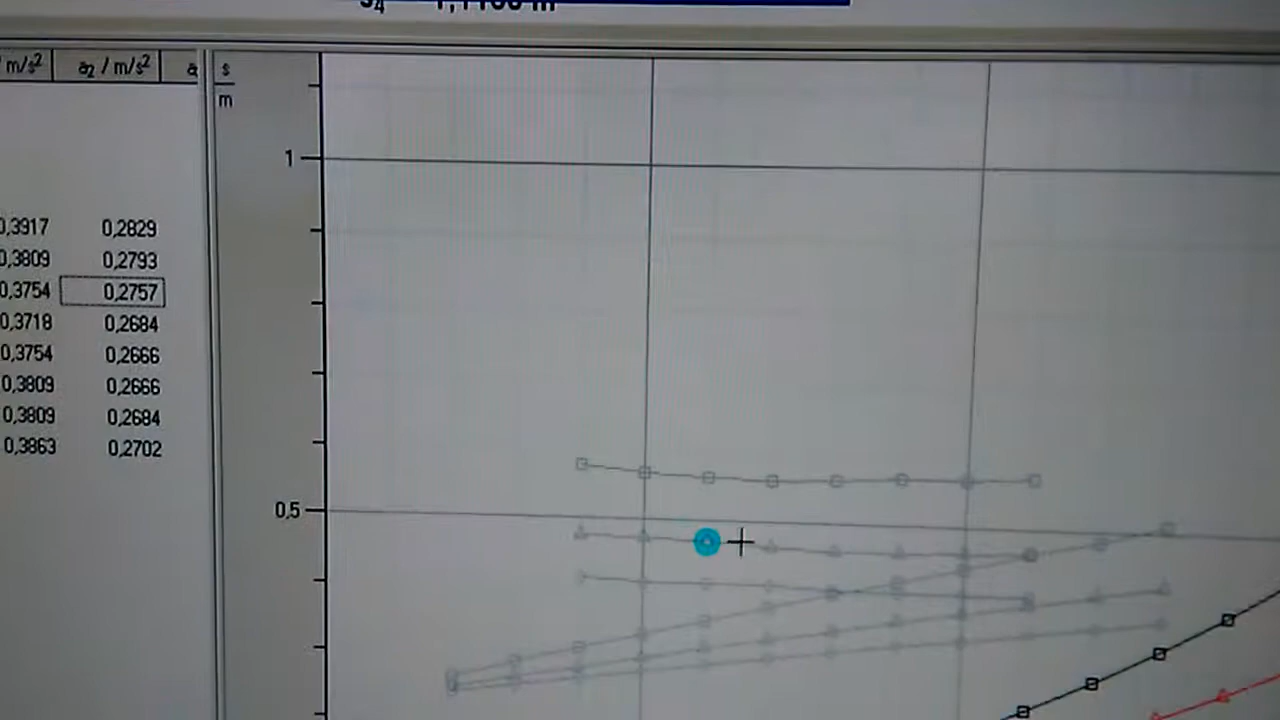 m/s²
a₂ / m/s²
s
m
1
0,3917 0,2829
0,3809 0,2793
0,3754 0,2757
0,3718 0,2684
0,3754 0,2666
0,3809 0,2666
0,3809 0,2684
0,3863 0,2702
0,5